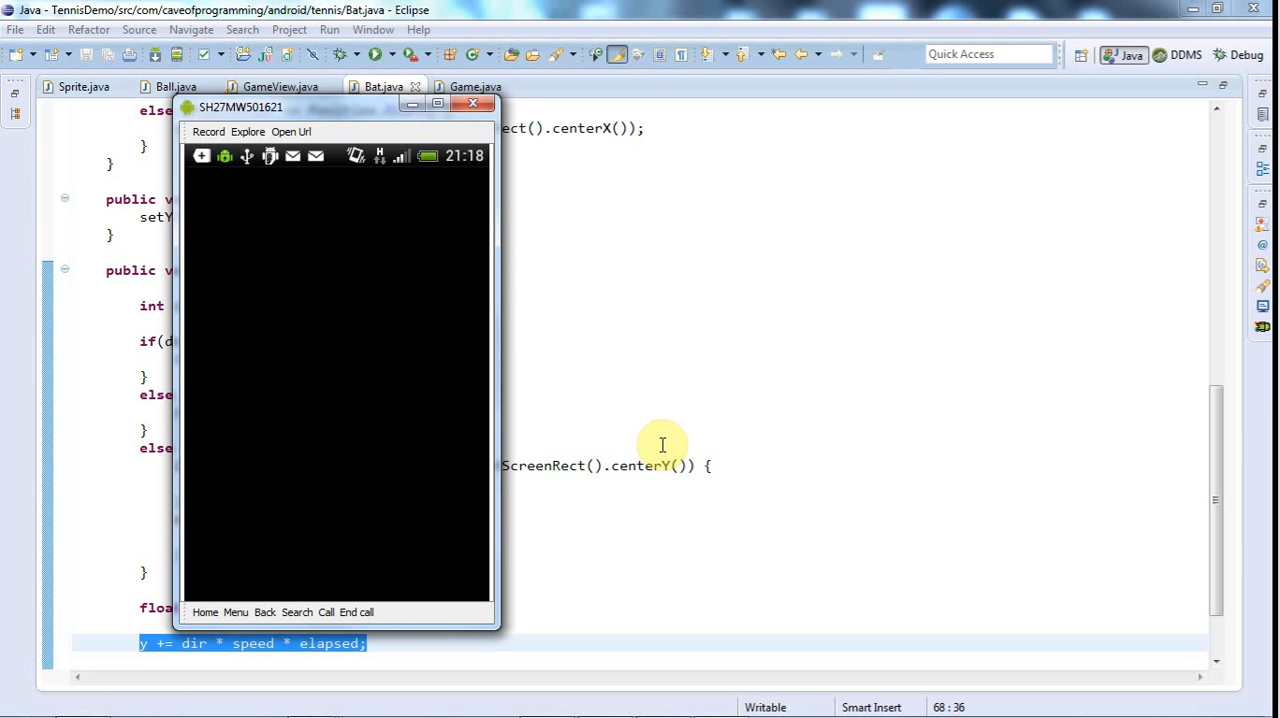 Java - TennisDemo/src/com/caveofprogramming/android/tennis/Bat.java - Eclipse
File Edit Refactor Source Navigate Search Project Run Window Help
Quick Access Java DDMS Debug
Sprite.java Ball.java GameView.java Bat.java Game.java
SH27MW501621
else
Record Explore Open Url
ect().centerX());
}
H 21:18
}
public v
setY
}
public v
int
if(d
}
else
}
else
ScreenRect().centerY()) {
}
floa
Home Menu Back Search Call End call
y += dir * speed * elapsed;
Writable Smart Insert 68 : 36